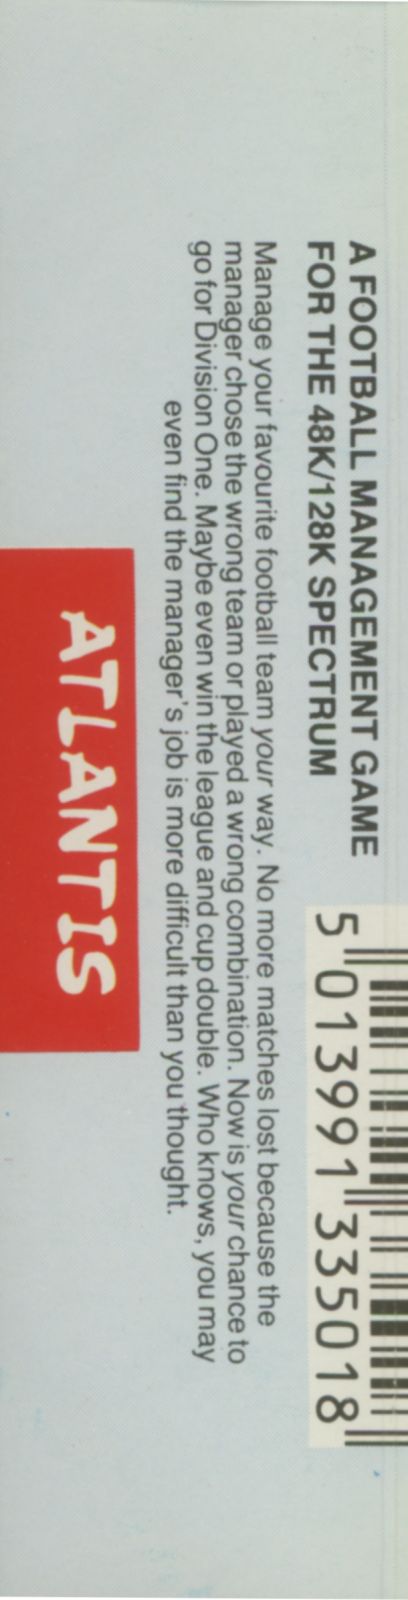 A FOOTBALL MANAGEMENT GAME
FOR THE 48K/128K SPECTRUM
Manage your favourite football team your way. No more matches lost because the
manager chose the wrong team or played a wrong combination. Now is your chance to
go for Division One. Maybe even win the league and cup double. Who knows, you may
even find the manager's job is more difficult than you thought.
5 013991 335018
ATLANTIS